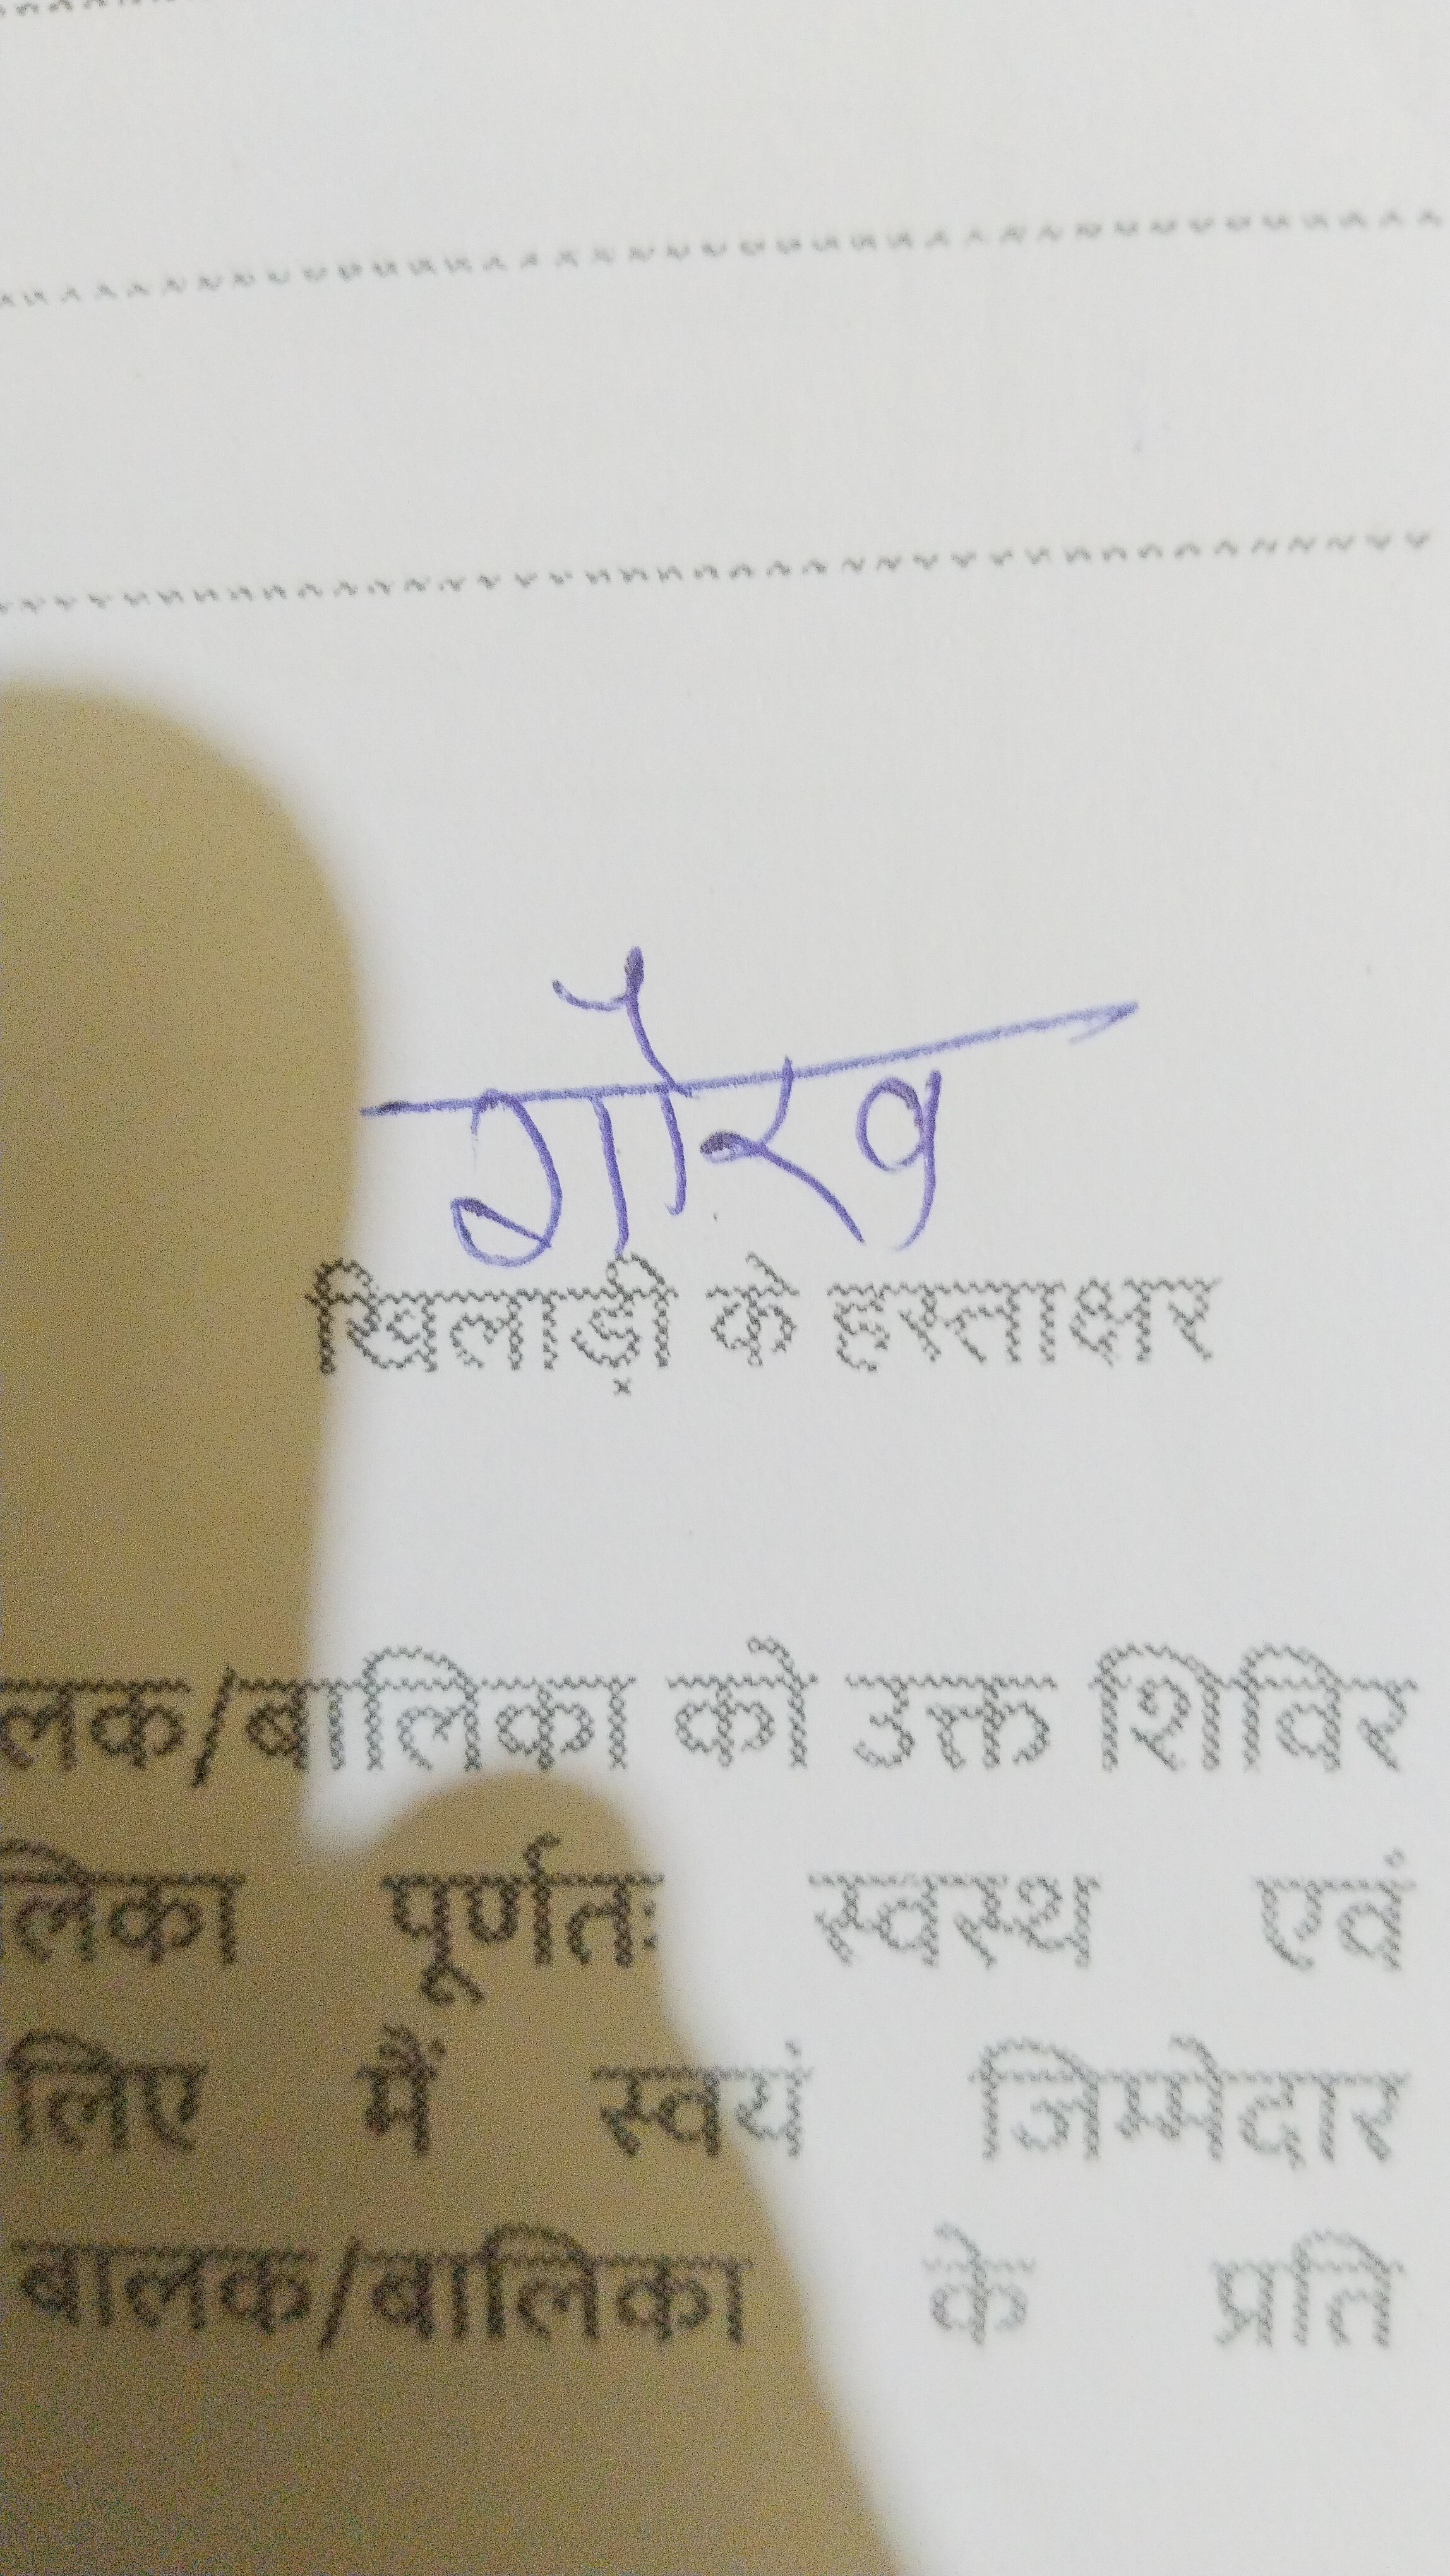 गौरव
खिलाड़ी के हस्ताक्षर
लक/बालिका को उक्त शिविर
लिका पूर्णतः स्वस्थ एवं
लिए मैं स्वयं जिम्मेदार
बालक/बालिका के प्रति